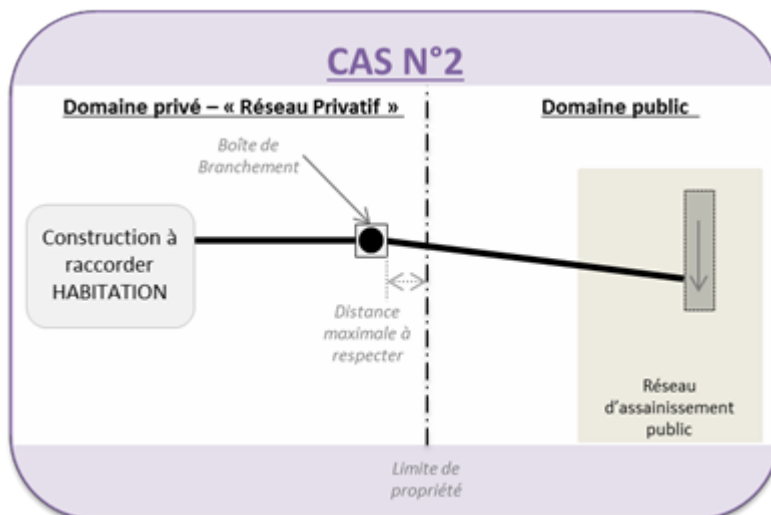 CAS N°2
Domaine privé – « Réseau Privatif »
Domaine public
Boîte de
Branchement
Construction à
raccorder
HABITATION
Distance
maximale à
respecter
Réseau
d'assainissement
public
Limite de
propriété